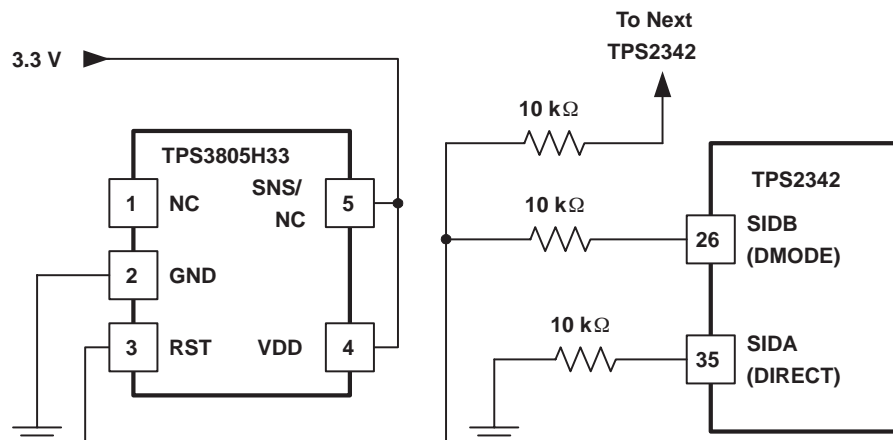 To Next
TPS2342
3.3 V
10 kΩ
TPS3805H33
1 NC
SNS/
NC
5
TPS2342
10 kΩ
26 SIDB
(DMODE)
2 GND
10 kΩ
3 RST
VDD 4
35 SIDA
(DIRECT)